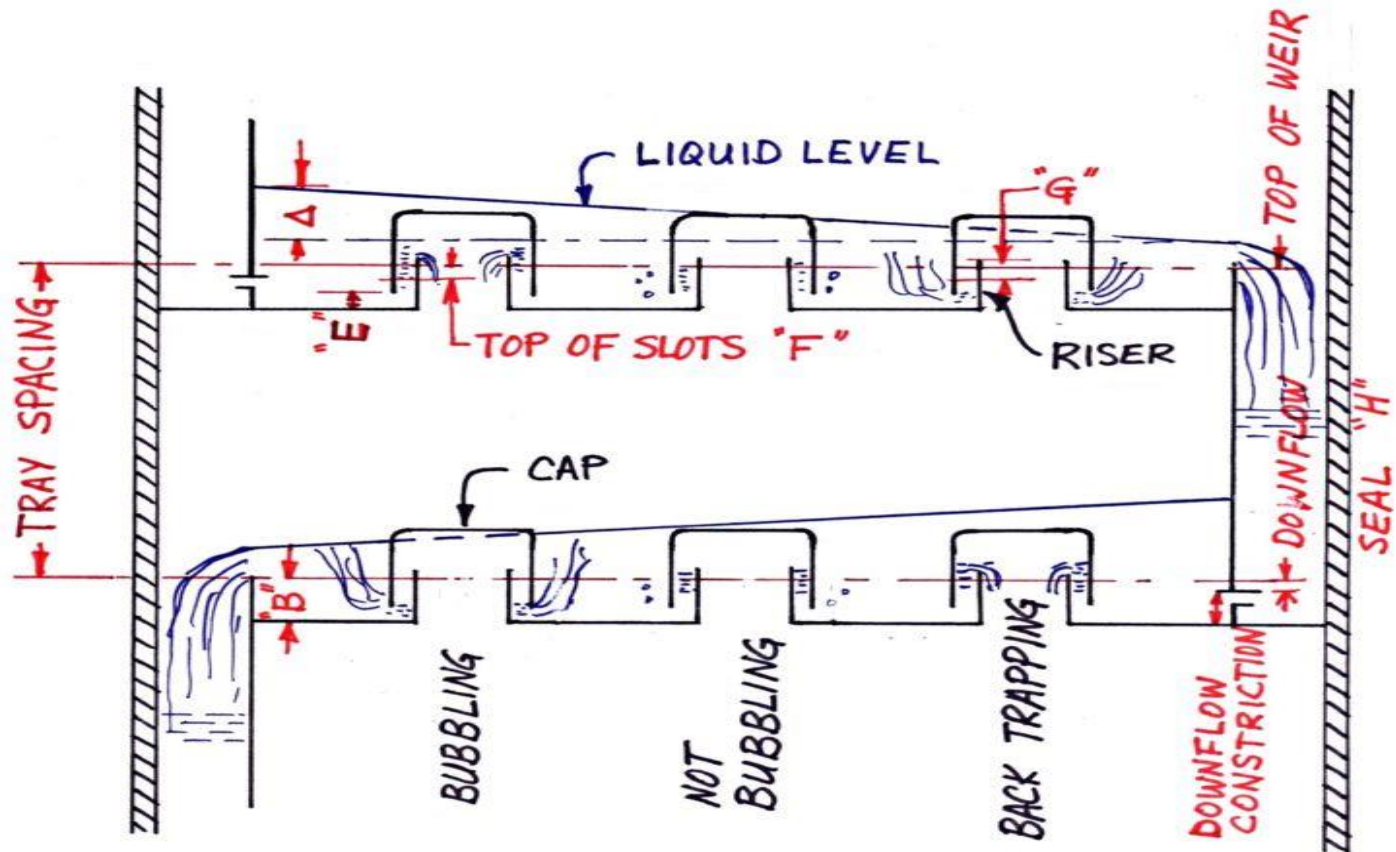 LIQUID LEVEL
"G"
TOP OF WEIR
Δ
TRAY SPACING
"E"
TOP OF SLOTS "F"
RISER
CAP
DOWNFLOW
SEAL "H"
"B"
BUBBLING
NOT
BUBBLING
BACK TRAPPING
DOWNFLOW
CONSTRICTION